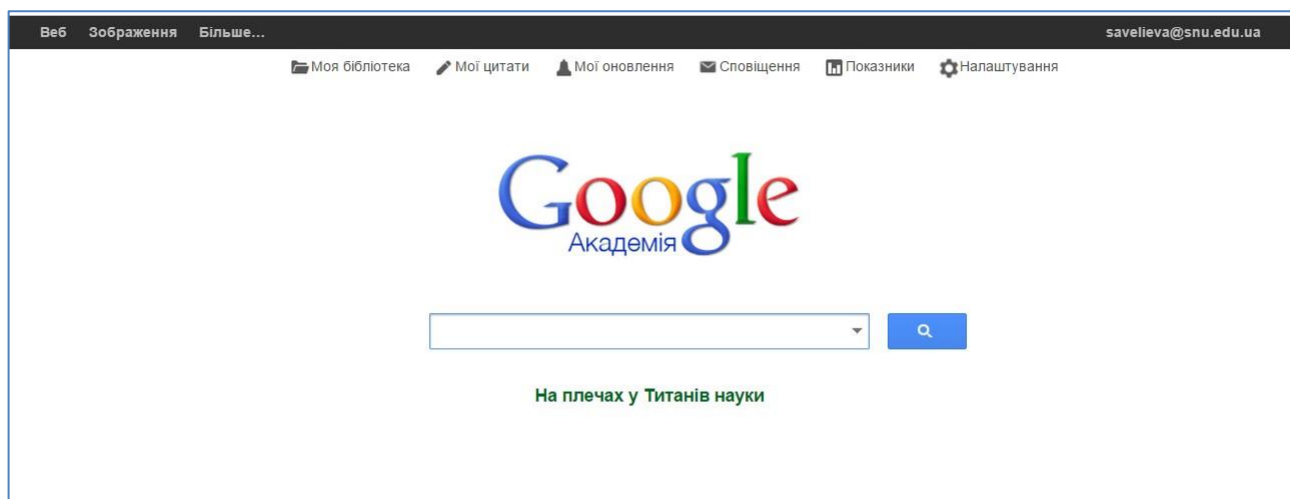 Веб Зображення Більше... savelieva@snu.edu.ua
Моя бібліотека Мої цитати Мої оновлення Сповіщення Показники Налаштування
Google
Академія
На плечах у Титанів науки